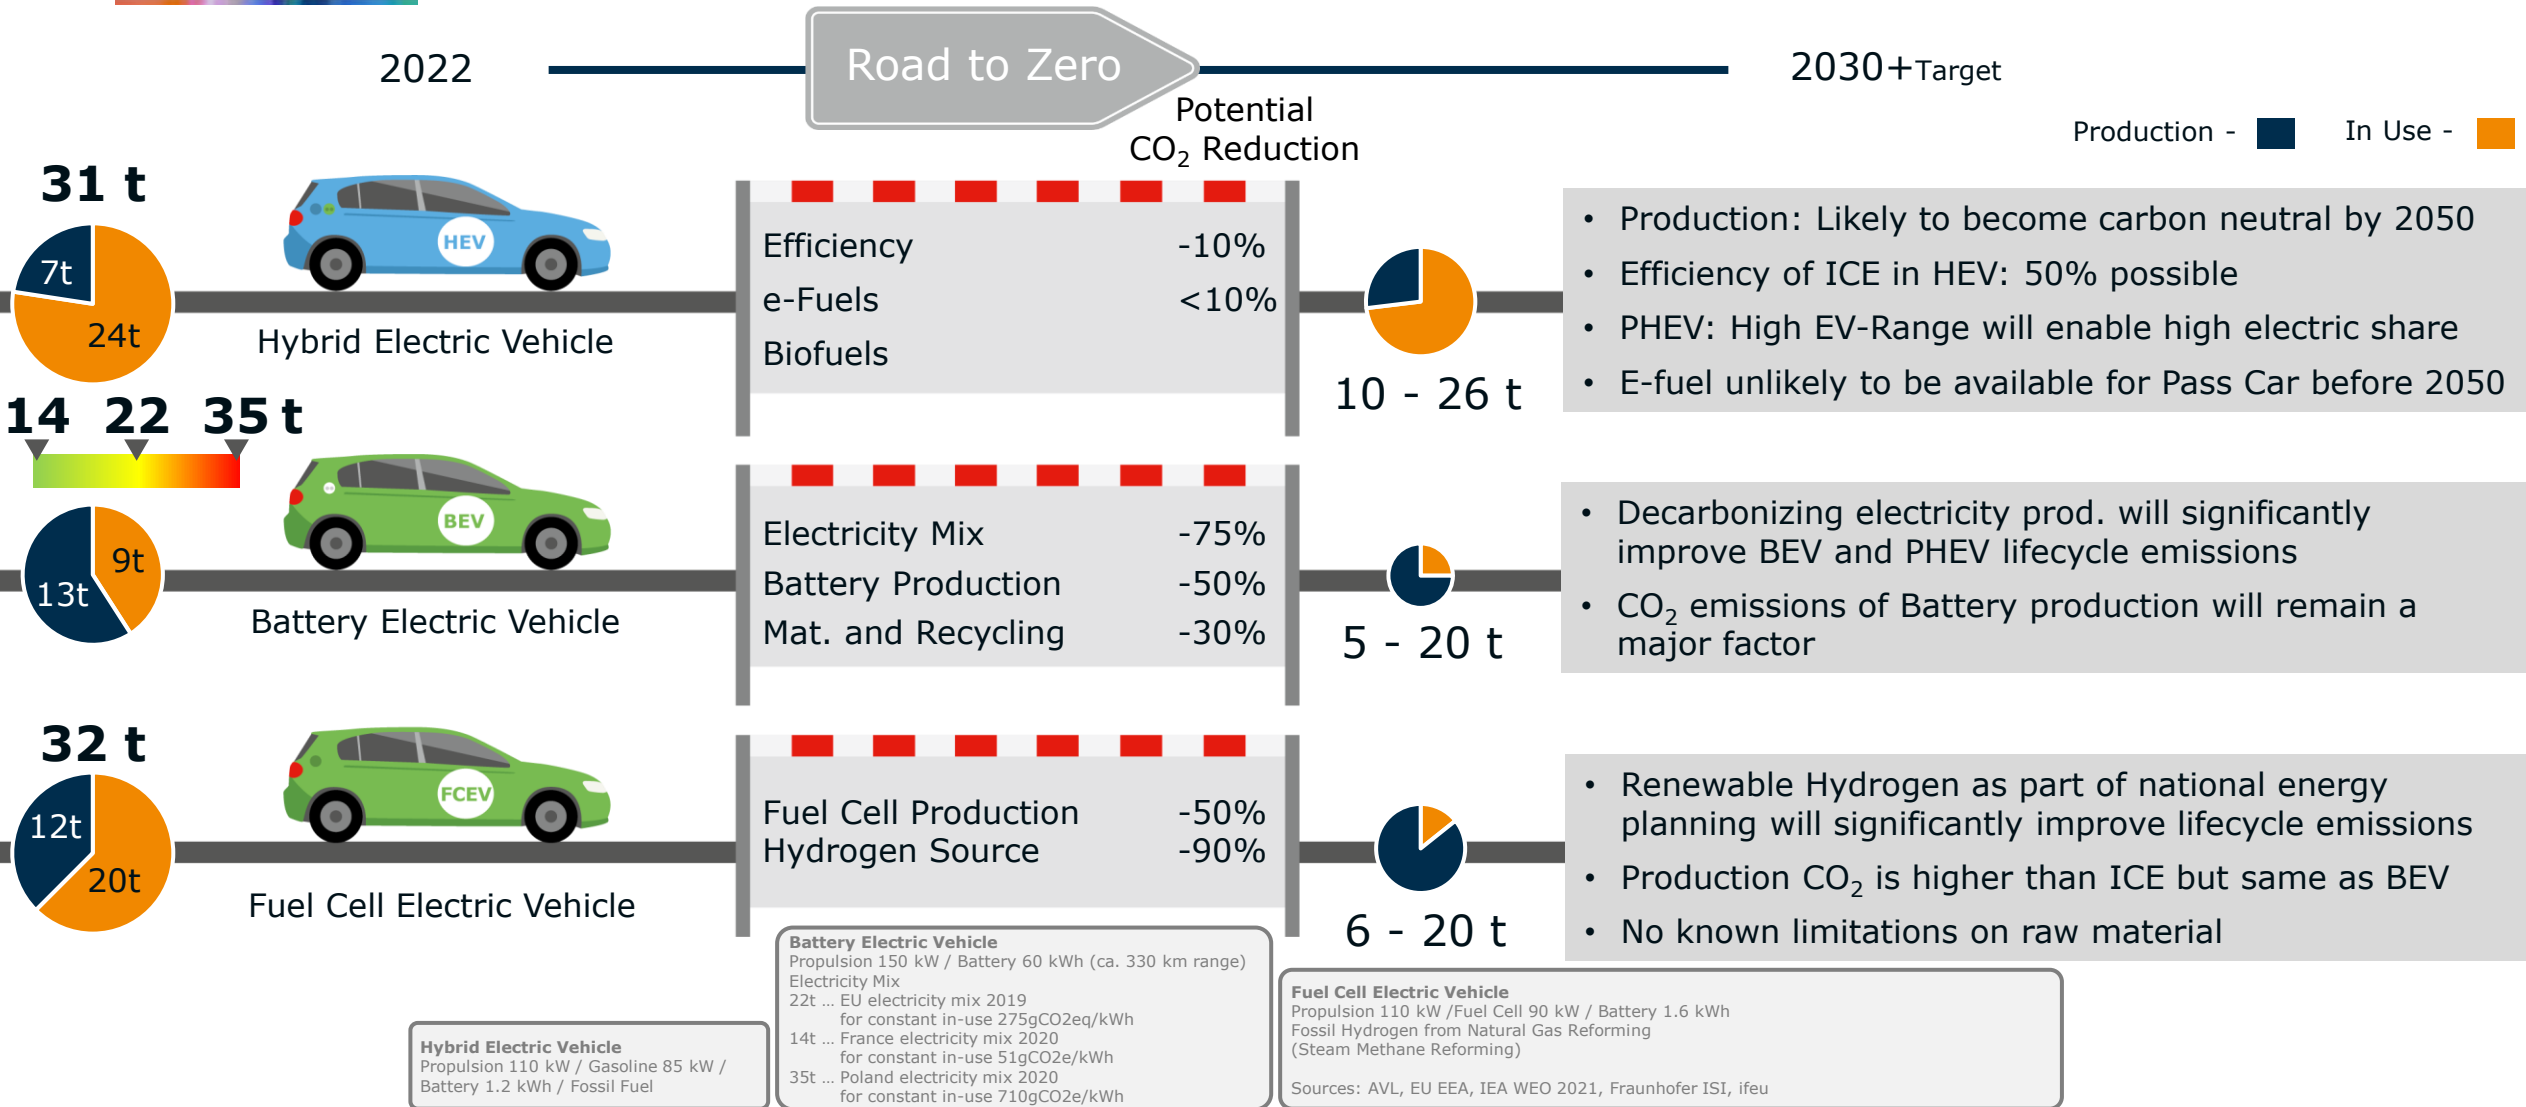 2022
Road to Zero
2030+Target
Potential
CO₂ Reduction
Production -
In Use -
31 t
7t
24t
HEV
Hybrid Electric Vehicle
Efficiency -10%
e-Fuels <10%
Biofuels
10 - 26 t
• Production: Likely to become carbon neutral by 2050
• Efficiency of ICE in HEV: 50% possible
• PHEV: High EV-Range will enable high electric share
• E-fuel unlikely to be available for Pass Car before 2050
14 22 35 t
9t
13t
BEV
Battery Electric Vehicle
Electricity Mix -75%
Battery Production -50%
Mat. and Recycling -30%
5 - 20 t
• Decarbonizing electricity prod. will significantly
improve BEV and PHEV lifecycle emissions
• CO₂ emissions of Battery production will remain a
major factor
32 t
12t
20t
FCEV
Fuel Cell Electric Vehicle
Fuel Cell Production -50%
Hydrogen Source -90%
6 - 20 t
• Renewable Hydrogen as part of national energy
planning will significantly improve lifecycle emissions
• Production CO₂ is higher than ICE but same as BEV
• No known limitations on raw material
Hybrid Electric Vehicle
Propulsion 110 kW / Gasoline 85 kW /
Battery 1.2 kWh / Fossil Fuel
Battery Electric Vehicle
Propulsion 150 kW / Battery 60 kWh (ca. 330 km range)
Electricity Mix
22t ... EU electricity mix 2019
for constant in-use 275gCO2eq/kWh
14t ... France electricity mix 2020
for constant in-use 51gCO2e/kWh
35t ... Poland electricity mix 2020
for constant in-use 710gCO2e/kWh
Fuel Cell Electric Vehicle
Propulsion 110 kW /Fuel Cell 90 kW / Battery 1.6 kWh
Fossil Hydrogen from Natural Gas Reforming
(Steam Methane Reforming)
Sources: AVL, EU EEA, IEA WEO 2021, Fraunhofer ISI, ifeu